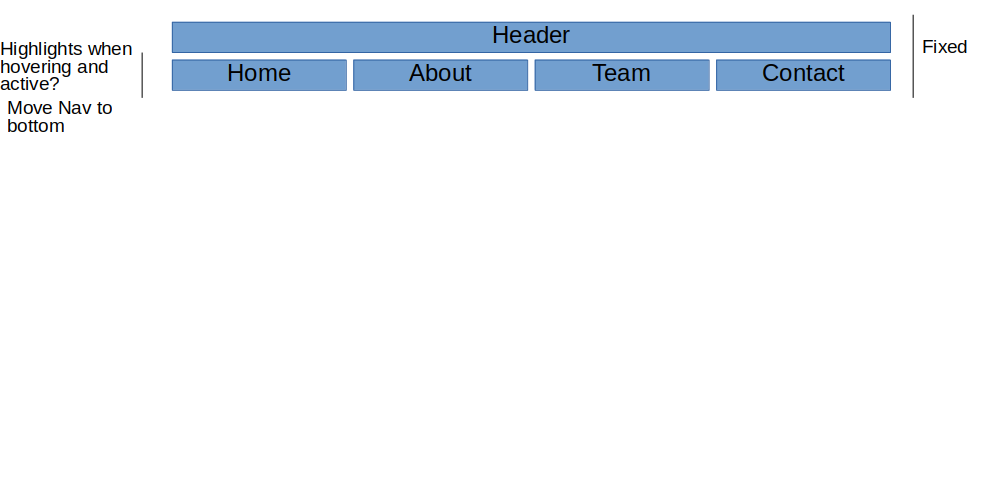 Header
Highlights when
hovering and
active?
Fixed
Home
About
Team
Contact
Move Nav to
bottom